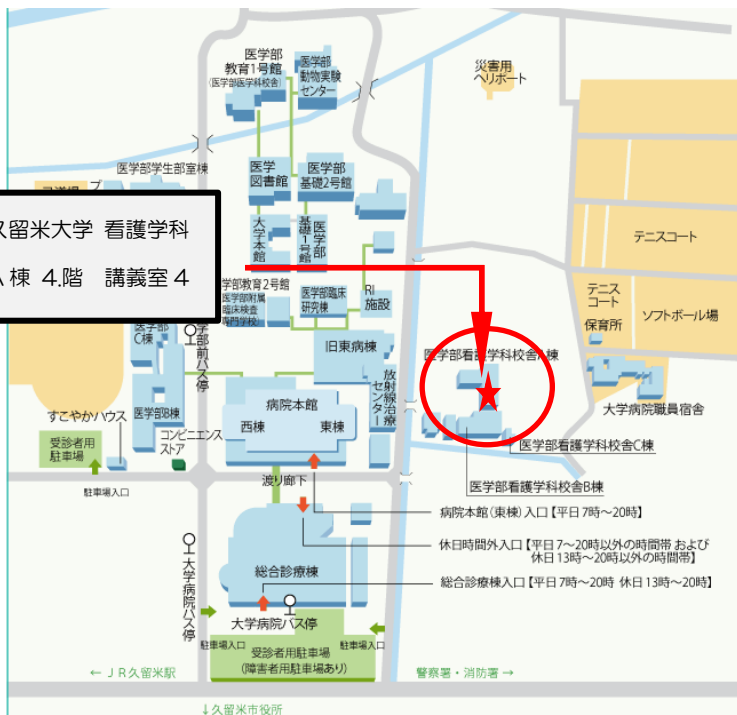 医学部
教育1号館
(医学部医学科校舎)
医学部
動物実験
センター
災害用
ヘリポート
医学部学生部室棟
医学
図書館
医学部
基礎2号館
久留米大学 看護学科
棟 4.階 講義室 4
大学本館
医学部
基礎1号館
テニスコート
学部教育2号館
医学部附属
臨床検査
専門学校)
医学部臨床
研究棟
RI
施設
テニス
コート
保育所
ソフトボール場
医学部
C棟
学部前バス停
旧東病棟
放射線治療
センター
医学部看護学科校舎A棟
病院本館
西棟
東棟
大学病院職員宿舎
すこやかハウス
医学部B棟
受診者用
駐車場
コンビニエンス
ストア
医学部看護学科校舎C棟
医学部看護学科校舎B棟
駐車場入口
渡り廊下
病院本館(東棟)入口【平日7時～20時】
休日時間外入口【平日7～20時以外の時間帯 および
休日13時～20時以外の時間帯】
総合診療棟
総合診療棟入口【平日7時～20時 休日13時～20時】
大学病院バス停
大学病院バス停
駐車場入口
駐車場入口
受診者用駐車場
(障害者用駐車場あり)
← JR久留米駅
警察署・消防署 →
↓久留米市役所